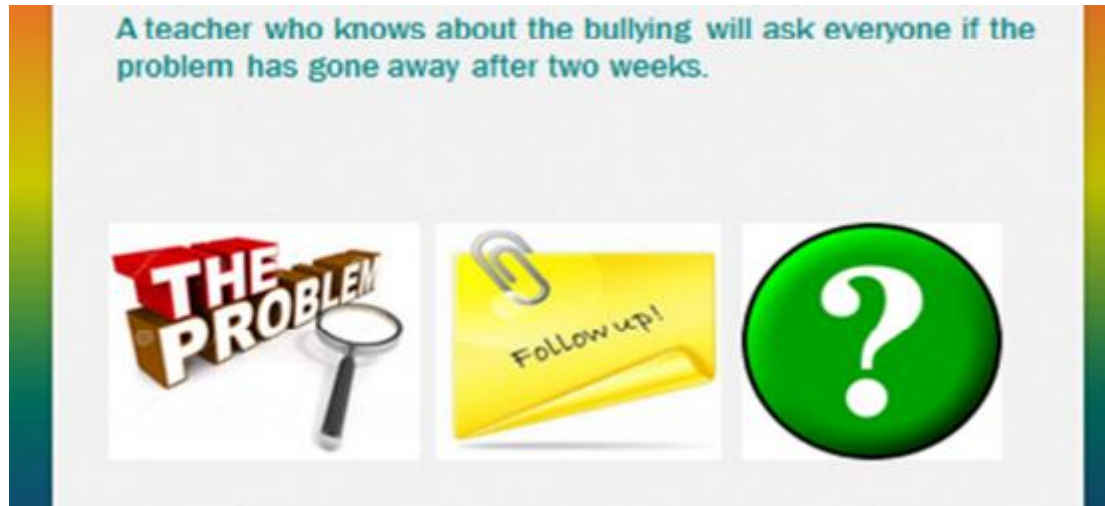 A teacher who knows about the bullying will ask everyone if the
problem has gone away after two weeks.
THE
PROBLEM
Follow up!
?